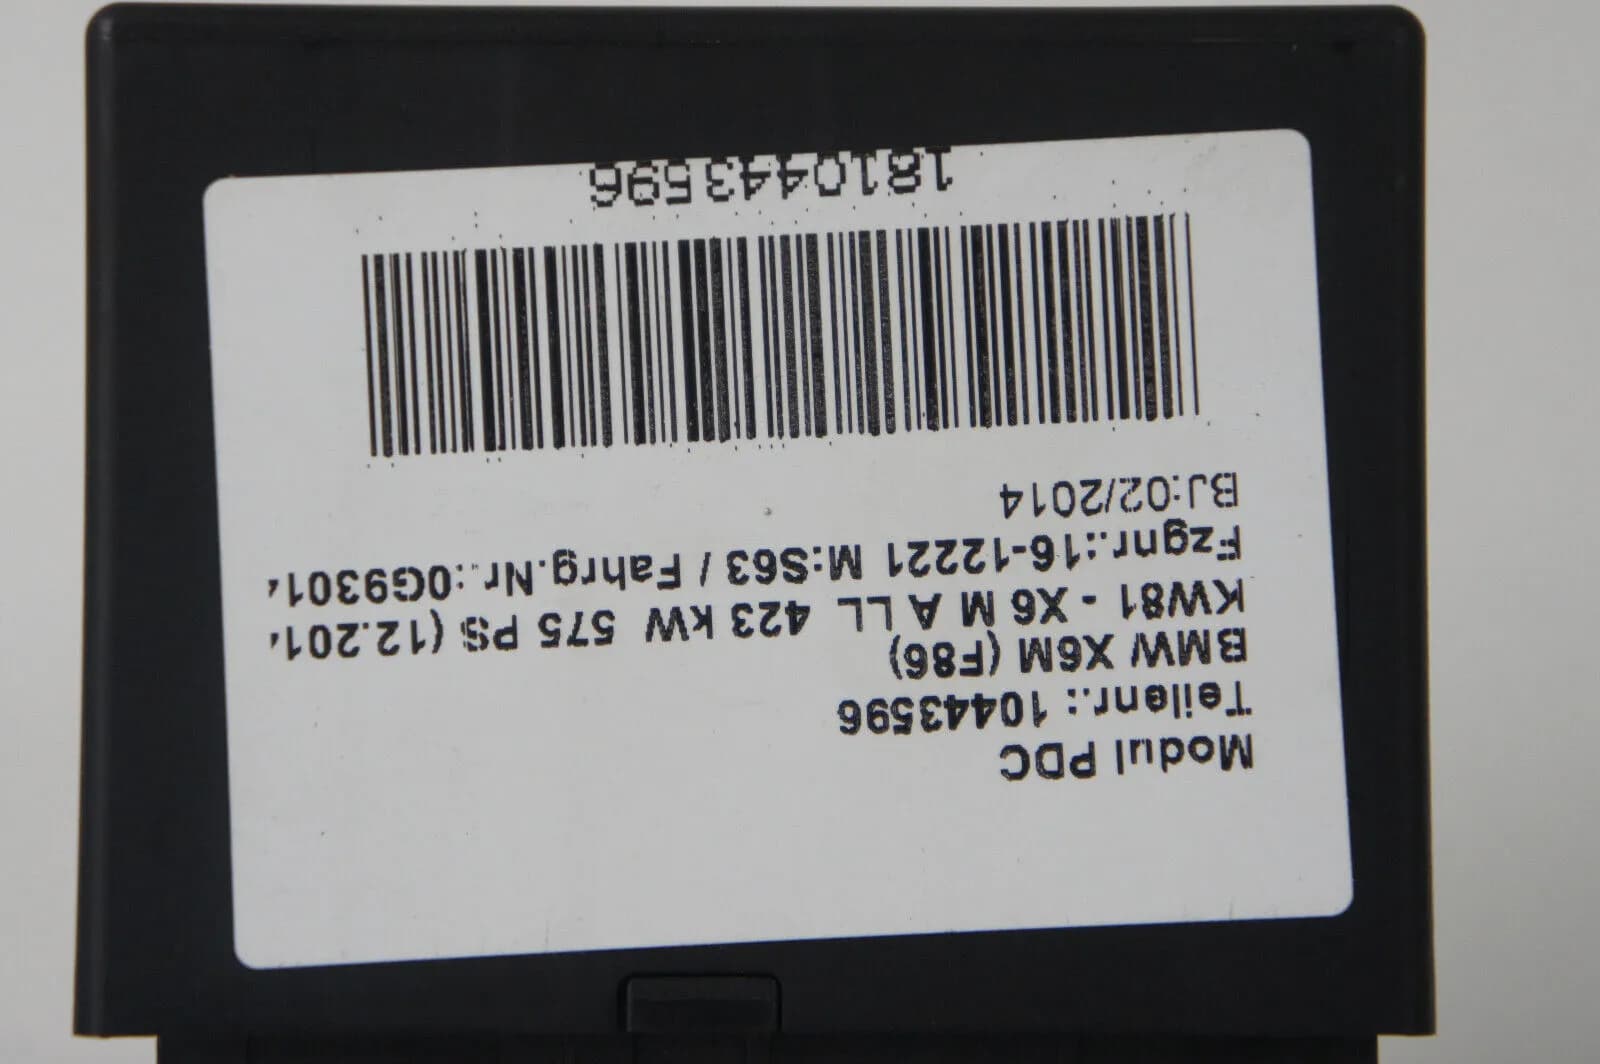 Modul PDC
Teilenr.: 10443596
BMW X6M (F86)
KW81 - X6 M A LL 423 kW 575 PS (12.201
Fzgnr.:16-12221 M:S63 / Fahrg.Nr.:0G9301
BJ:02/2014
1810443596